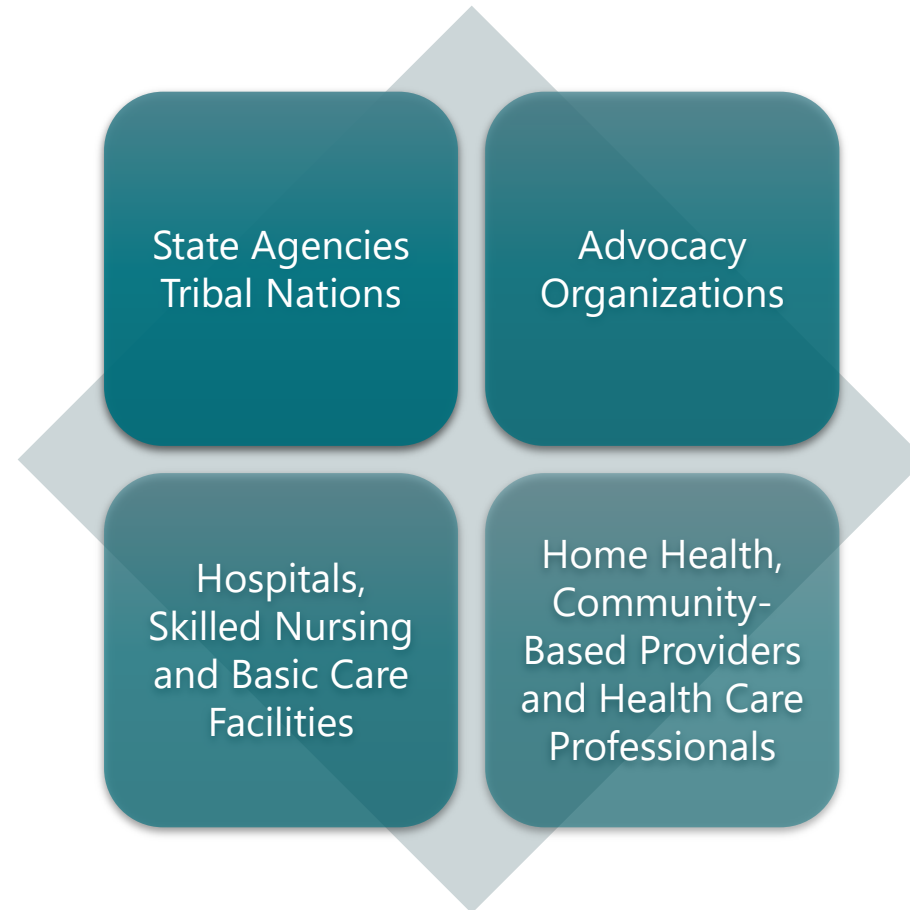 State Agencies
Tribal Nations
Advocacy
Organizations
Hospitals,
Skilled Nursing
and Basic Care
Facilities
Home Health,
Community-
Based Providers
and Health Care
Professionals